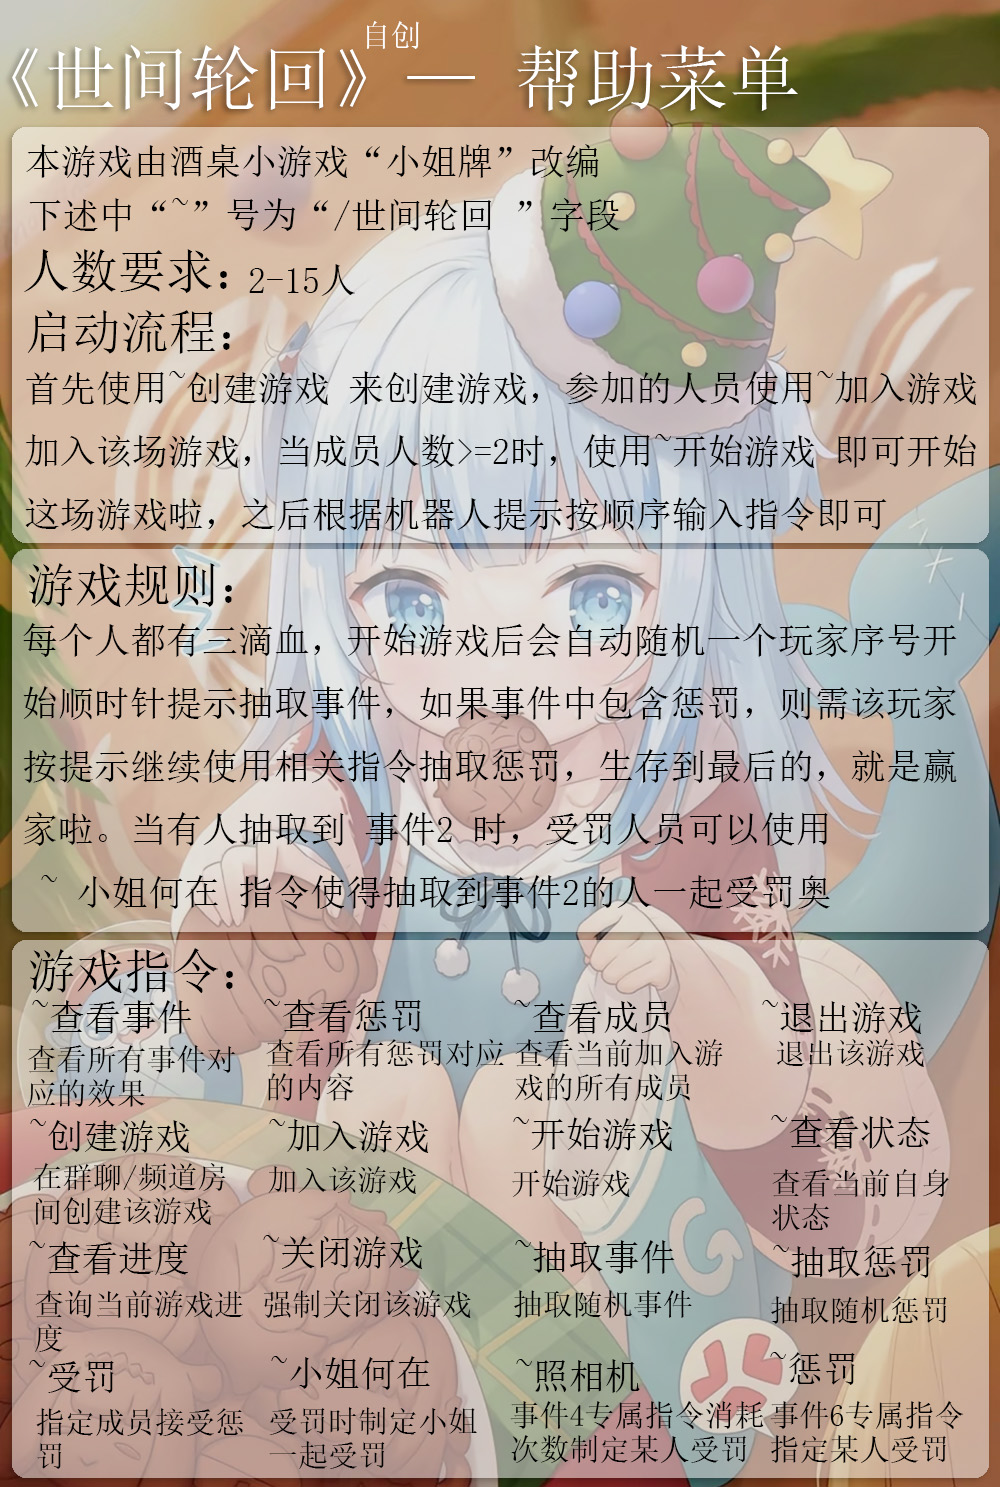 自创
《世间轮回》— 帮助菜单
本游戏由酒桌小游戏“小姐牌”改编
下述中“~”号为“/世间轮回 ”字段
人数要求：2-15人
启动流程：
首先使用~创建游戏 来创建游戏，参加的人员使用~加入游戏
加入该场游戏，当成员人数>=2时，使用~开始游戏 即可开始
这场游戏啦，之后根据机器人提示按顺序输入指令即可
游戏规则：
每个人都有三滴血，开始游戏后会自动随机一个玩家序号开
始顺时针提示抽取事件，如果事件中包含惩罚，则需该玩家
按提示继续使用相关指令抽取惩罚，生存到最后的，就是赢
家啦。当有人抽取到 事件2 时，受罚人员可以使用
~ 小姐何在 指令使得抽取到事件2的人一起受罚奥
游戏指令：
~查看事件 ~查看惩罚 ~查看成员 ~退出游戏
查看所有事件对 查看所有惩罚对应 查看当前加入游 退出该游戏
应的效果 的内容 戏的所有成员
~创建游戏 ~加入游戏 ~开始游戏 ~查看状态
在群聊/频道房 加入该游戏 开始游戏 查看当前自身
间创建该游戏 状态
~查看进度 ~关闭游戏 ~抽取事件 ~抽取惩罚
查询当前游戏进 强制关闭该游戏 抽取随机事件 抽取随机惩罚
度
~受罚 ~小姐何在 ~照相机 ~惩罚
指定成员接受惩 受罚时制定小姐 事件4专属指令消耗 事件6专属指令
罚 一起受罚 次数制定某人受罚 指定某人受罚